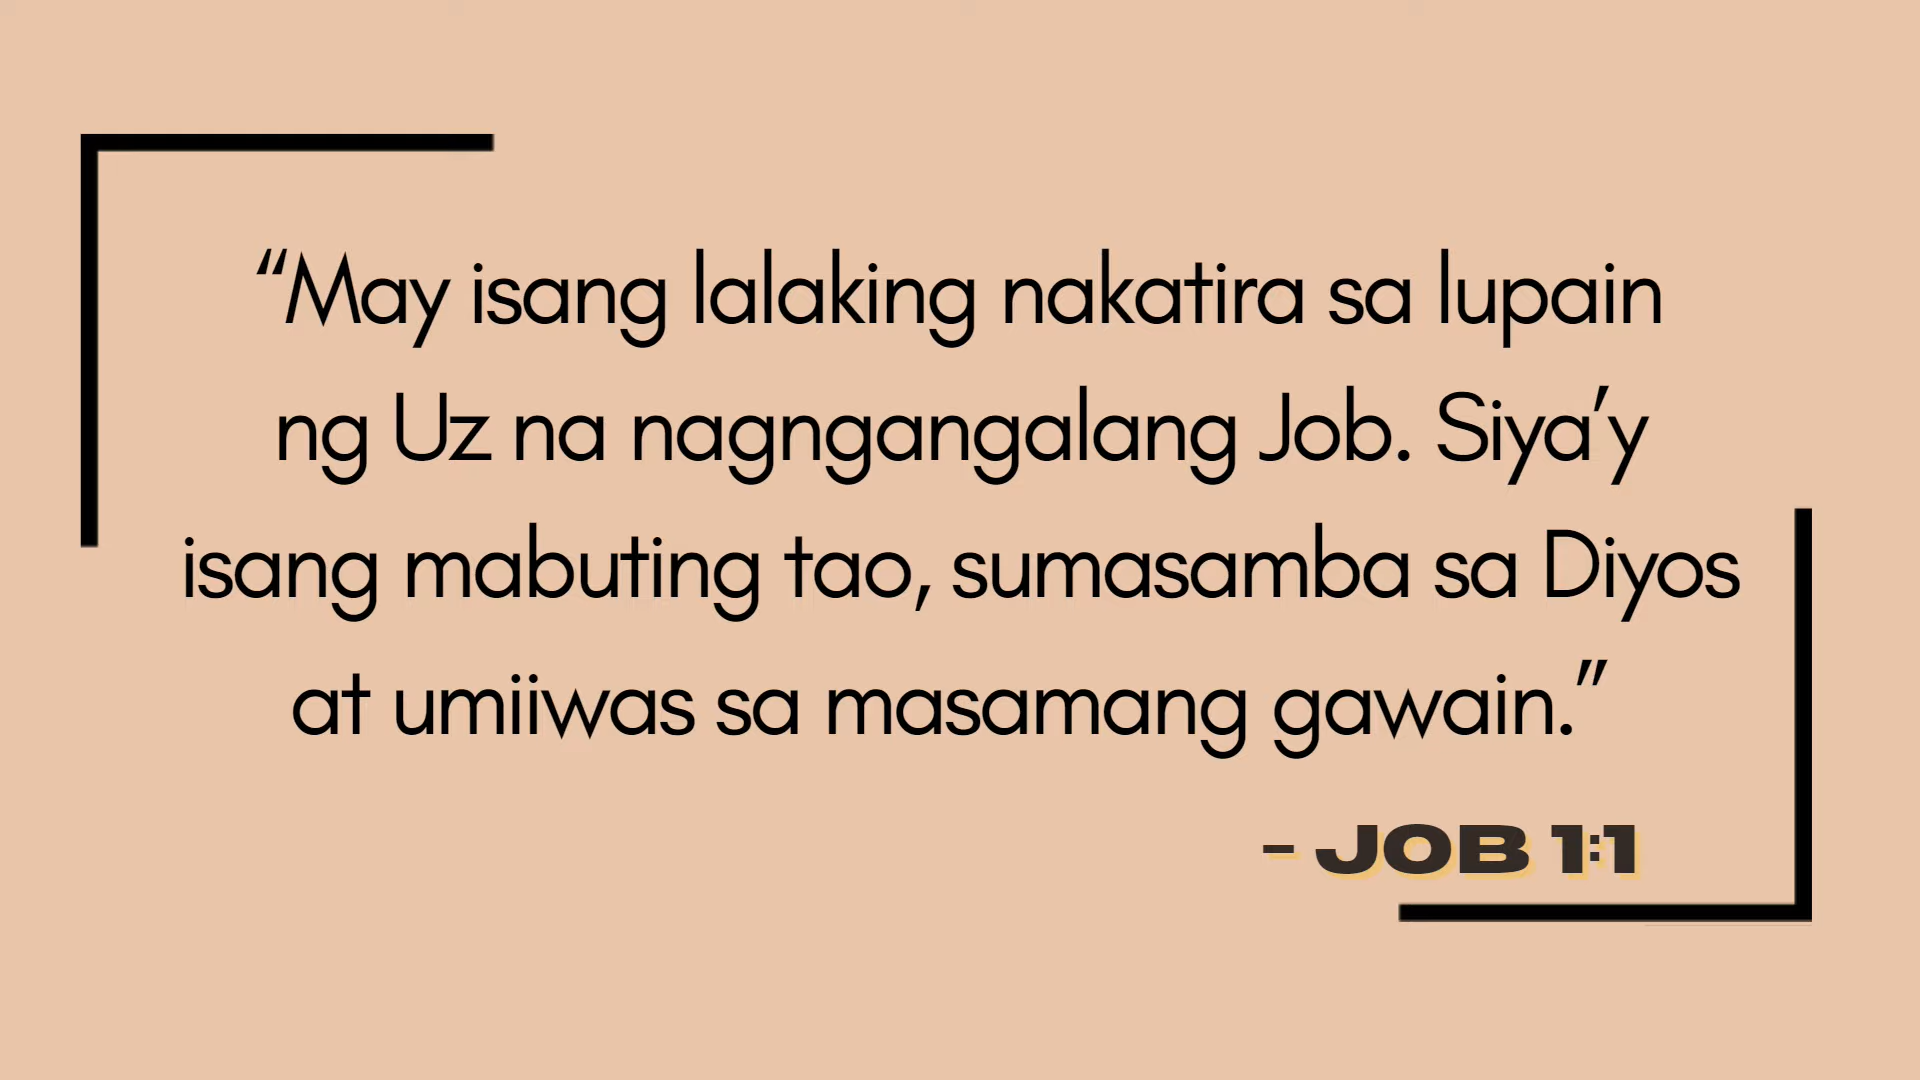 “May isang lalaking nakatira sa lupain
ng Uz na nagngangalang Job. Siya’y
isang mabuting tao, sumasamba sa Diyos
at umiiwas sa masamang gawain.”
- JOB 1:1